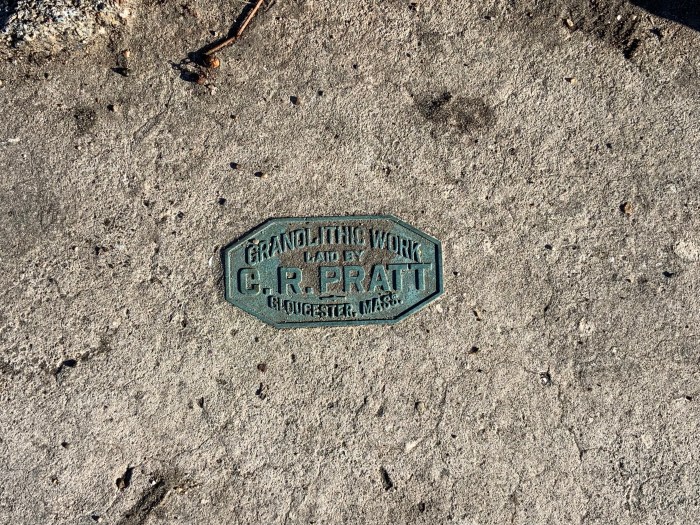 GRANOLITHIC WORK
LAID BY
C. R. PRATT
GLOUCESTER, MASS.